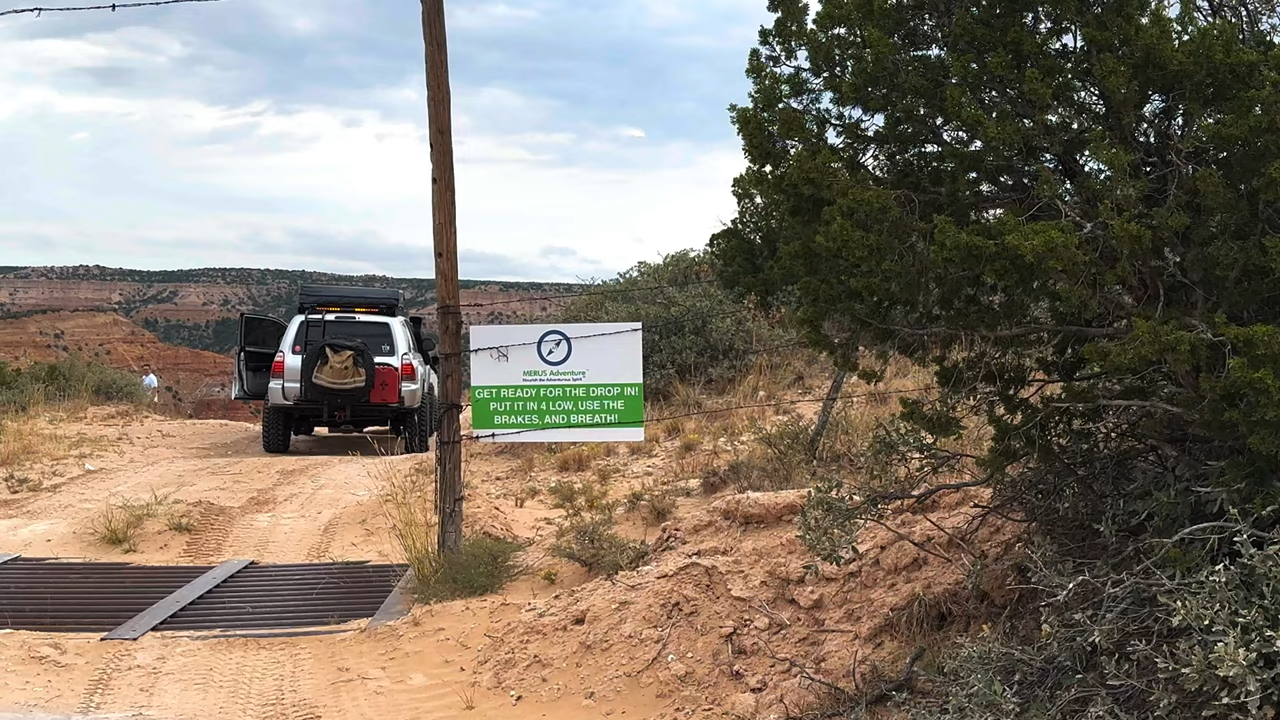 MERUS Adventure
Nourish the Adventurous Spirit
GET READY FOR THE DROP IN!
PUT IT IN 4 LOW, USE THE
BRAKES, AND BREATH!